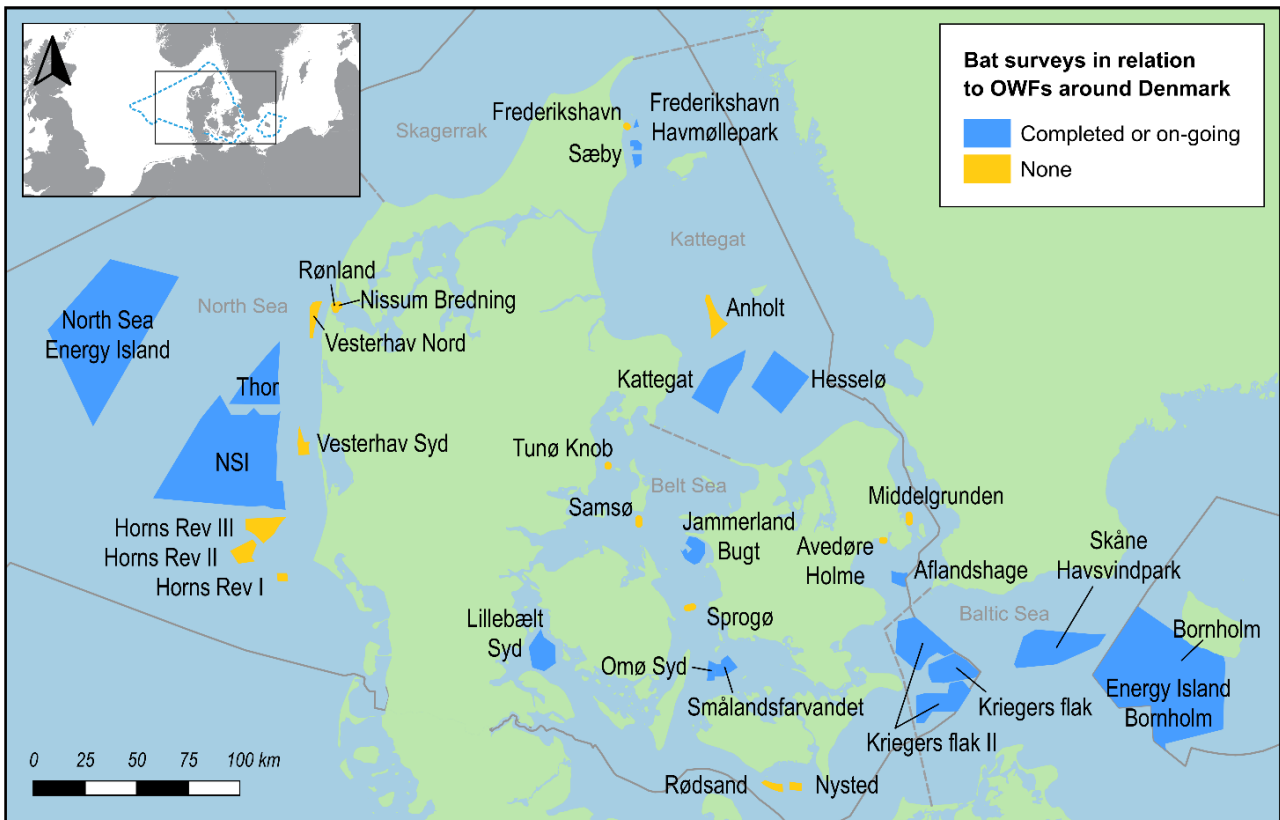 Bat surveys in relation
to OWFs around Denmark
Completed or on-going
None
Skagerrak
Frederikshavn
Frederikshavn
Havmøllepark
Sæby
Kattegat
Rønland
Nissum Bredning
North Sea
Vesterhav Nord
North Sea
Energy Island
Anholt
Thor
Kattegat
Hesselø
Vesterhav Syd
NSI
Tunø Knob
Belt Sea
Samsø
Jammerland
Bugt
Middelgrunden
Avedøre
Holme
Aflandshage
Skåne
Havsvindpark
Horns Rev III
Horns Rev II
Horns Rev I
Baltic Sea
Sprogø
Lillebælt
Syd
Omø Syd
Smålandsfarvandet
Bornholm
Energy Island
Bornholm
Kriegers flak
Kriegers flak II
Rødsand
Nysted
0 25 50 75 100 km